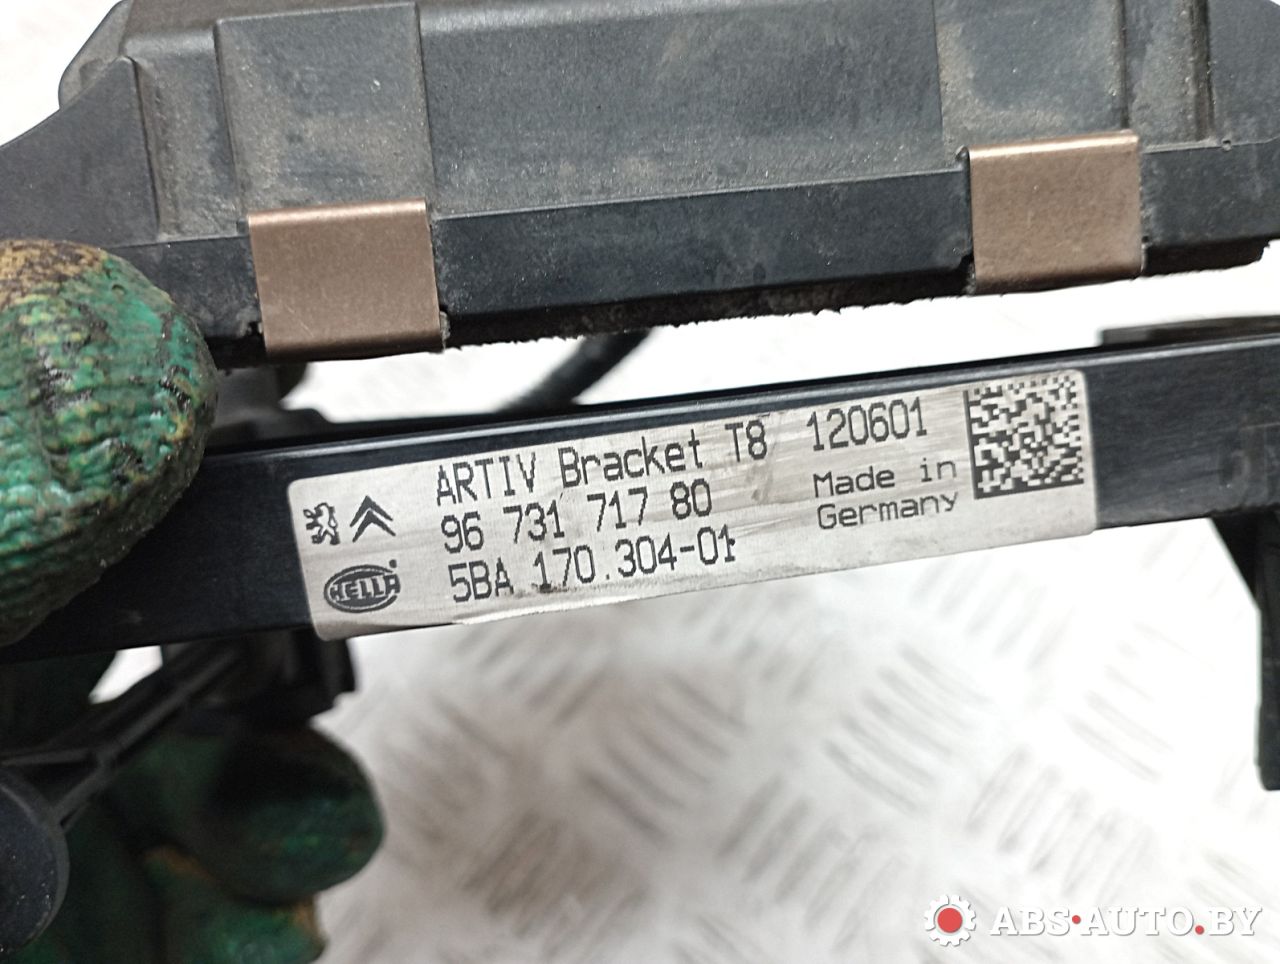 ARTIV Bracket T8 120601
96 731 717 80
Made in
Germany
5BA 170.304-01
HELLA
ABS-AUTO.BY